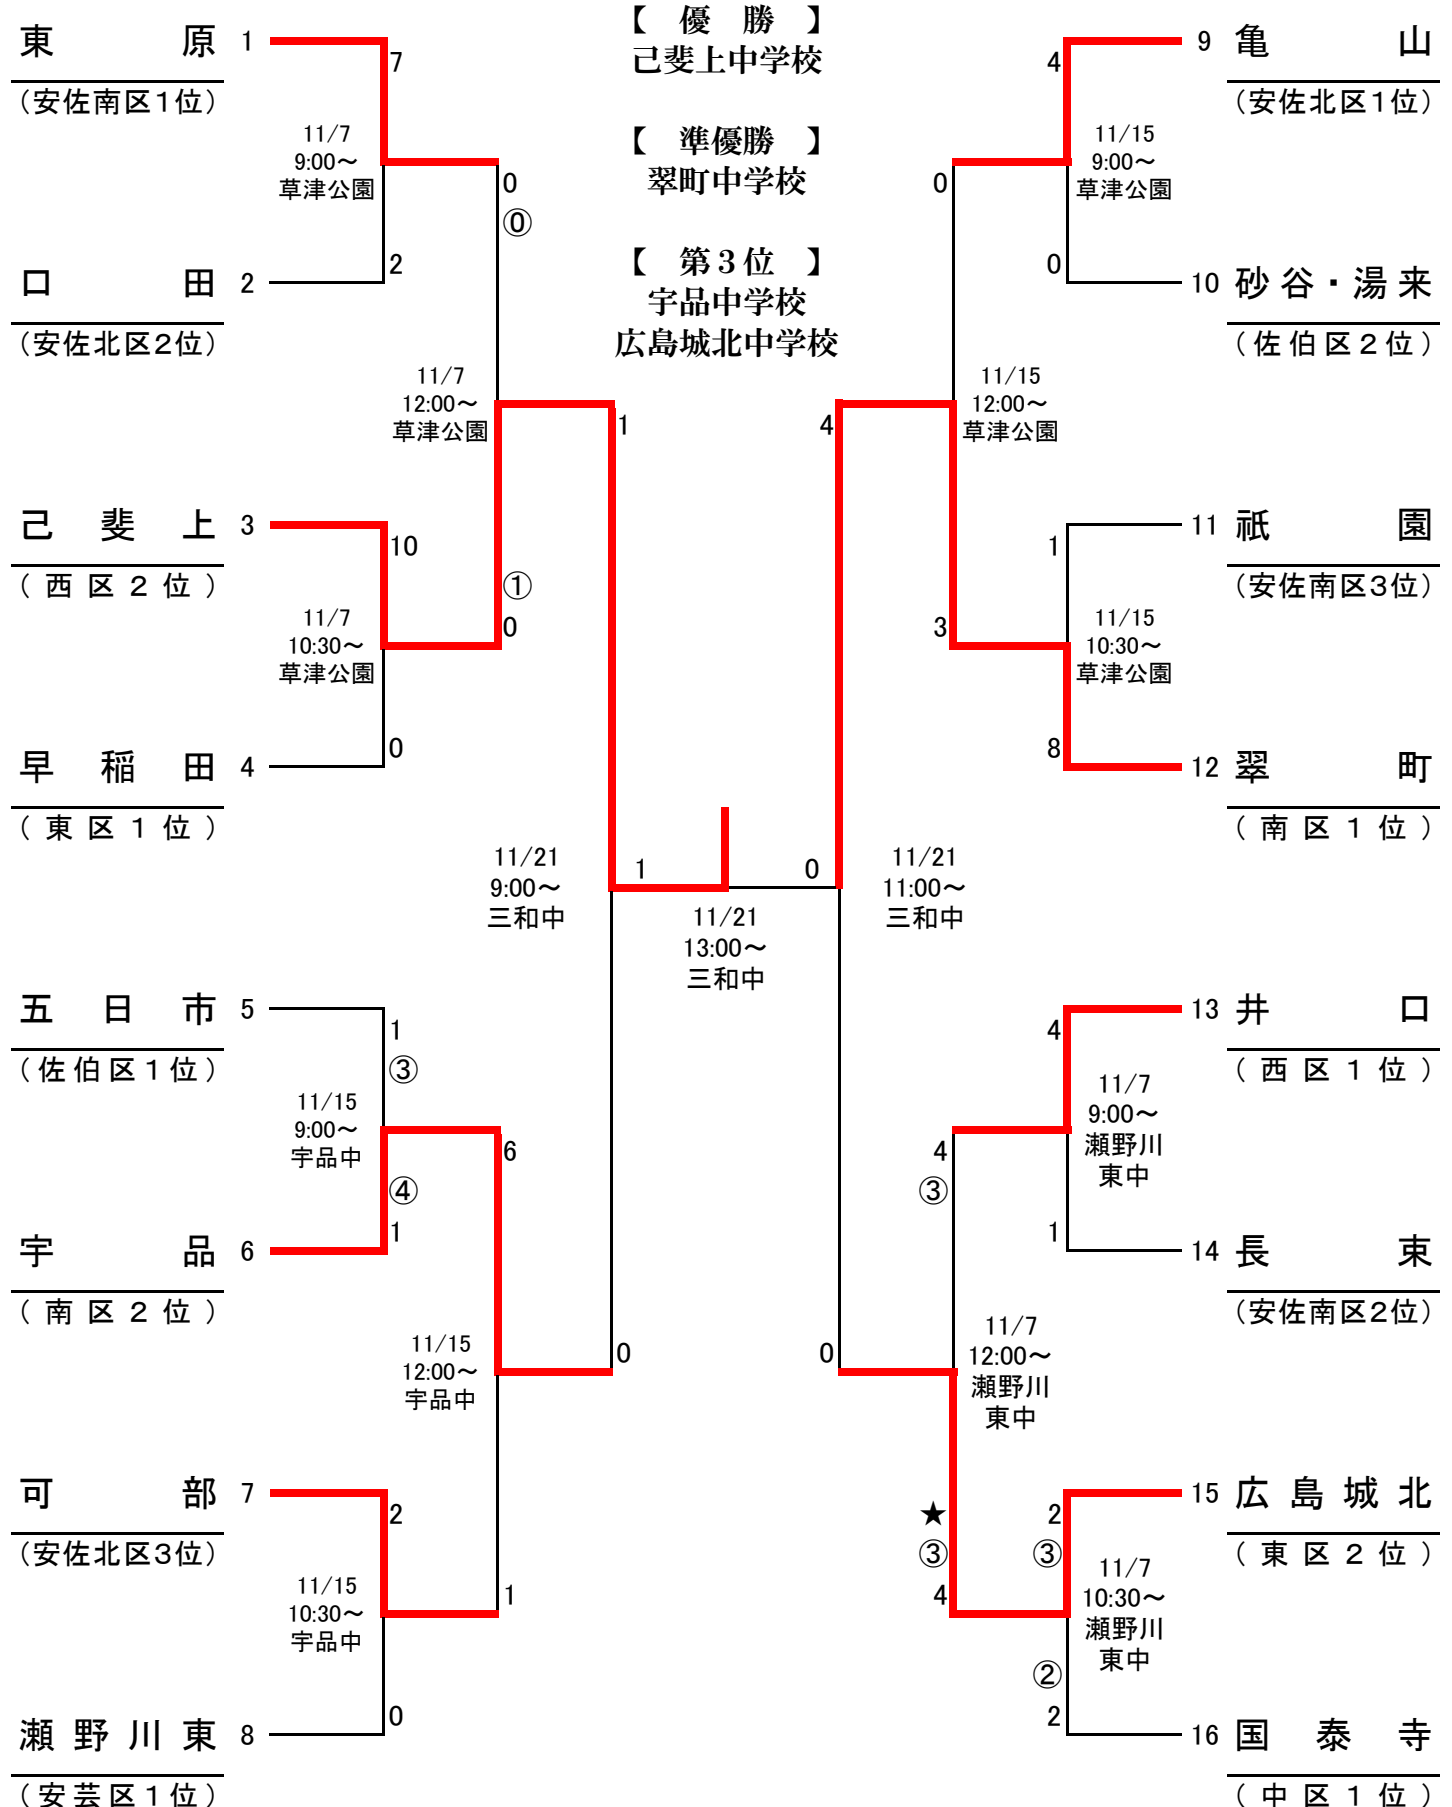 【　優　勝　】
己斐上中学校
【　準優勝　】
翠町中学校
【　第３位　】
宇品中学校
広島城北中学校
東原 1
（安佐南区1位）
7
11/7
9:00～
草津公園
口田 2
（安佐北区2位）
2
0
⓪
11/7
12:00～
草津公園
己斐上 3
（西区2位）
10
11/7
10:30～
草津公園
①
0
早稲田 4
（東区1位）
0
1
11/21
9:00～
三和中
五日市 5
（佐伯区1位）
1
③
11/15
9:00～
宇品中
宇品 6
（南区2位）
④
1
6
11/15
12:00～
宇品中
0
可部 7
（安佐北区3位）
2
11/15
10:30～
宇品中
1
瀬野川東 8
（安芸区1位）
0
1
0
11/21
13:00～
三和中
9 亀山
（安佐北区1位）
4
11/15
9:00～
草津公園
10 砂谷・湯来
（佐伯区2位）
0
0
11/15
12:00～
草津公園
4
11 祇園
（安佐南区3位）
1
11/15
10:30～
草津公園
3
12 翠町
（南区1位）
8
11/21
11:00～
三和中
13 井口
（西区1位）
4
11/7
9:00～
瀬野川
東中
4
③
14 長東
（安佐南区2位）
1
11/7
12:00～
瀬野川
東中
0
15 広島城北
（東区2位）
2
③
11/7
10:30～
瀬野川
東中
★
③
4
16 国泰寺
（中区1位）
②
2